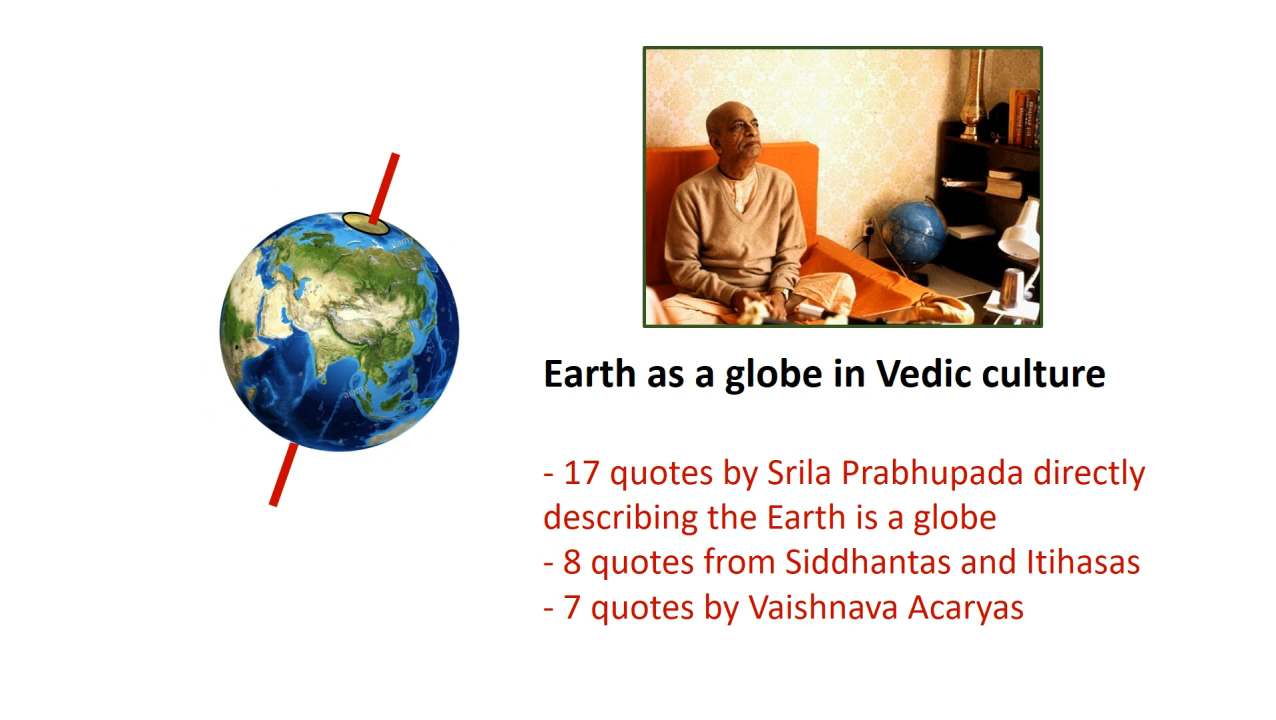 Earth as a globe in Vedic culture
- 17 quotes by Srila Prabhupada directly
describing the Earth is a globe
- 8 quotes from Siddhantas and Itihasas
- 7 quotes by Vaishnava Acaryas